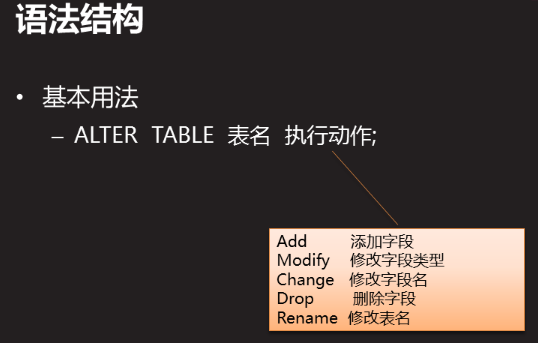 语法结构
• 基本用法
– ALTER TABLE 表名 执行动作;
Add 添加字段
Modify 修改字段类型
Change 修改字段名
Drop 删除字段
Rename 修改表名